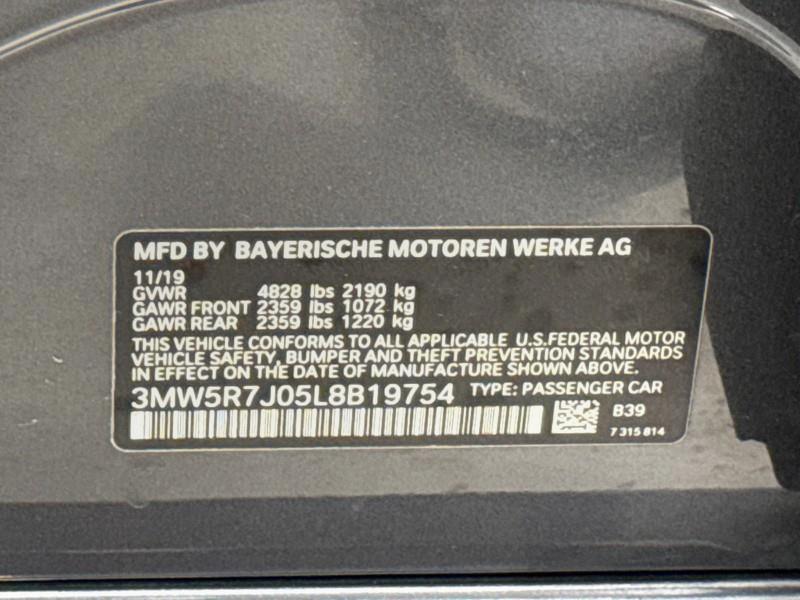 MFD BY BAYERISCHE MOTOREN WERKE AG
11/19
GVWR 4828 lbs 2190 kg
GAWR FRONT 2359 lbs 1072 kg
GAWR REAR 2359 lbs 1220 kg
THIS VEHICLE CONFORMS TO ALL APPLICABLE U.S.FEDERAL MOTOR
VEHICLE SAFETY, BUMPER AND THEFT PREVENTION STANDARDS
IN EFFECT ON THE DATE OF MANUFACTURE SHOWN ABOVE.
3MW5R7J05L8B19754 TYPE: PASSENGER CAR
B39
7 315 814